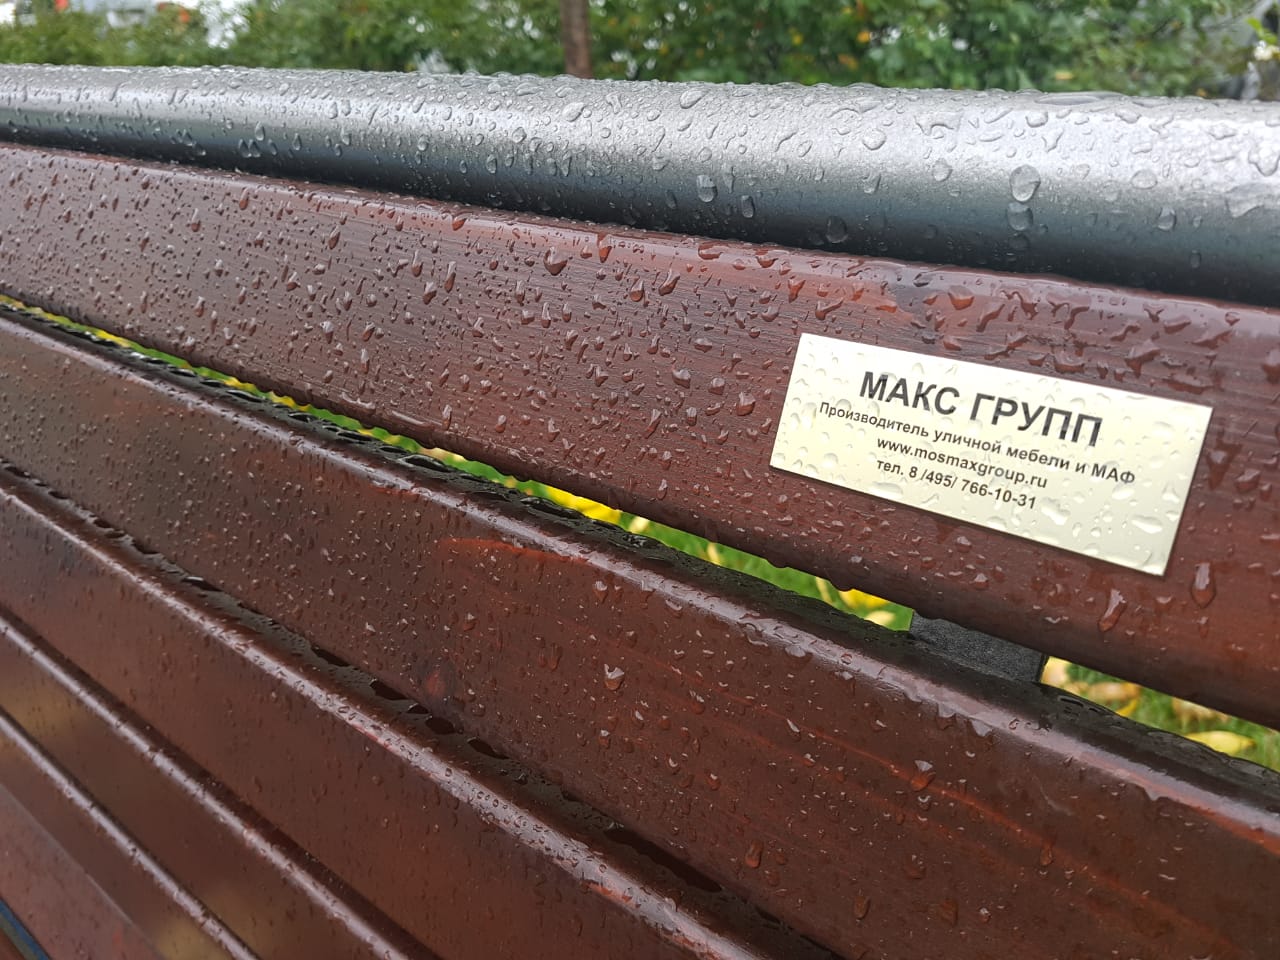 МАКС ГРУПП
Производитель уличной мебели и МАФ
www.mosmaxgroup.ru
тел. 8 /495/ 766-10-31